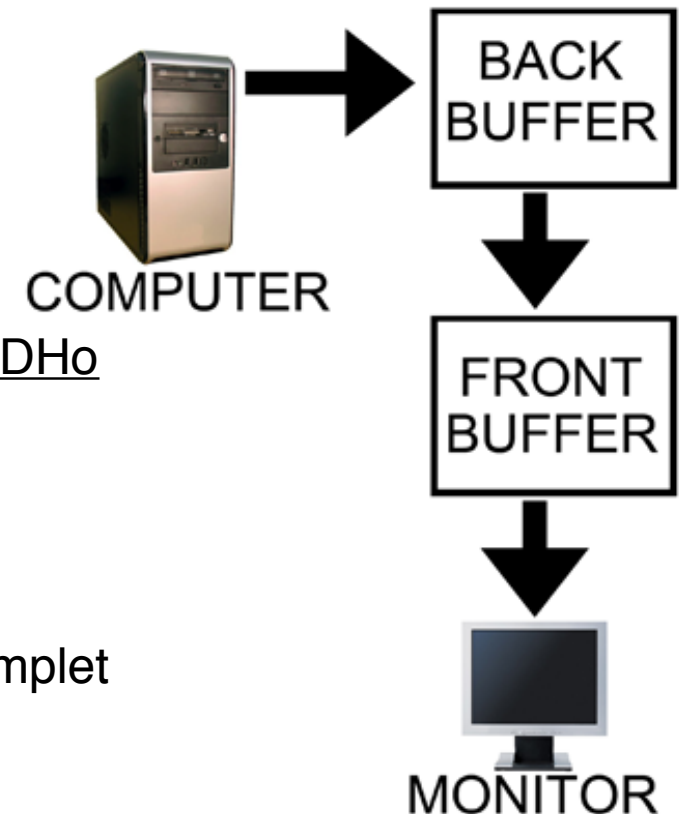 BACK
BUFFER
COMPUTER
DHo
FRONT
BUFFER
mplet
MONITOR